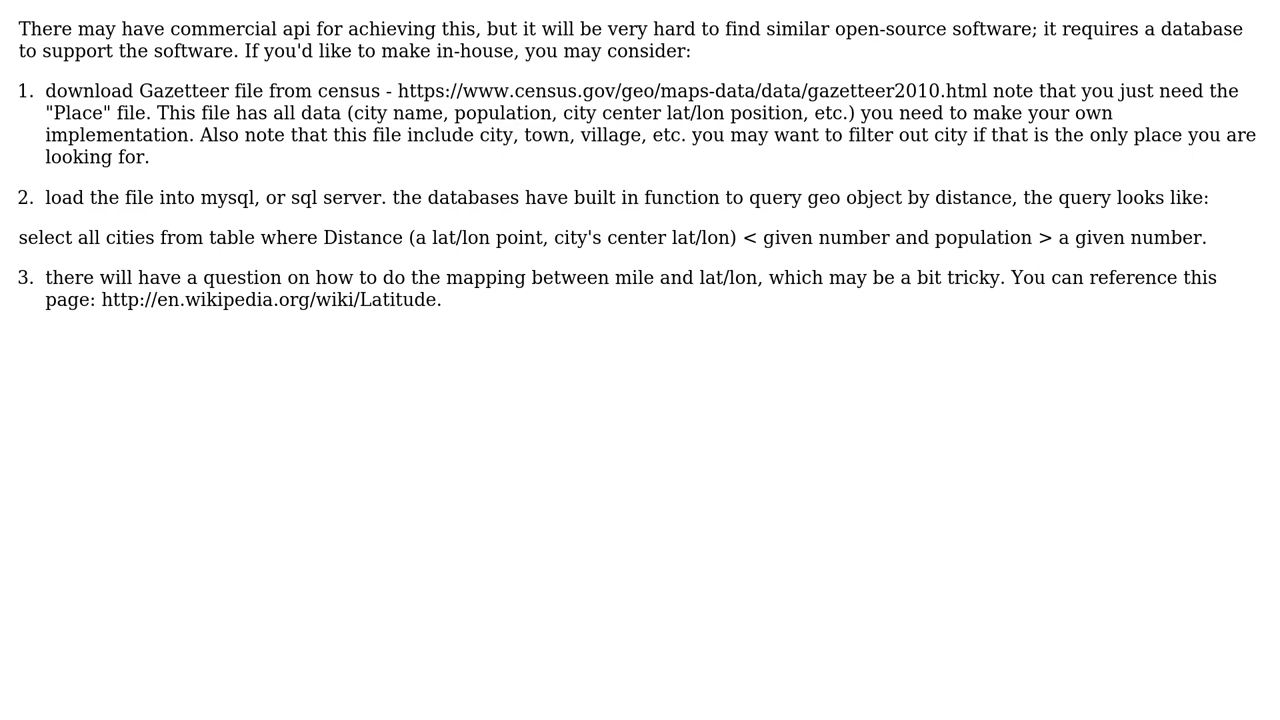 There may have commercial api for achieving this, but it will be very hard to find similar open-source software; it requires a database
to support the software. If you'd like to make in-house, you may consider:
1. download Gazetteer file from census - https://www.census.gov/geo/maps-data/data/gazetteer2010.html note that you just need the
"Place" file. This file has all data (city name, population, city center lat/lon position, etc.) you need to make your own
implementation. Also note that this file include city, town, village, etc. you may want to filter out city if that is the only place you are
looking for.
2. load the file into mysql, or sql server. the databases have built in function to query geo object by distance, the query looks like:
select all cities from table where Distance (a lat/lon point, city's center lat/lon) < given number and population > a given number.
3. there will have a question on how to do the mapping between mile and lat/lon, which may be a bit tricky. You can reference this
page: http://en.wikipedia.org/wiki/Latitude.